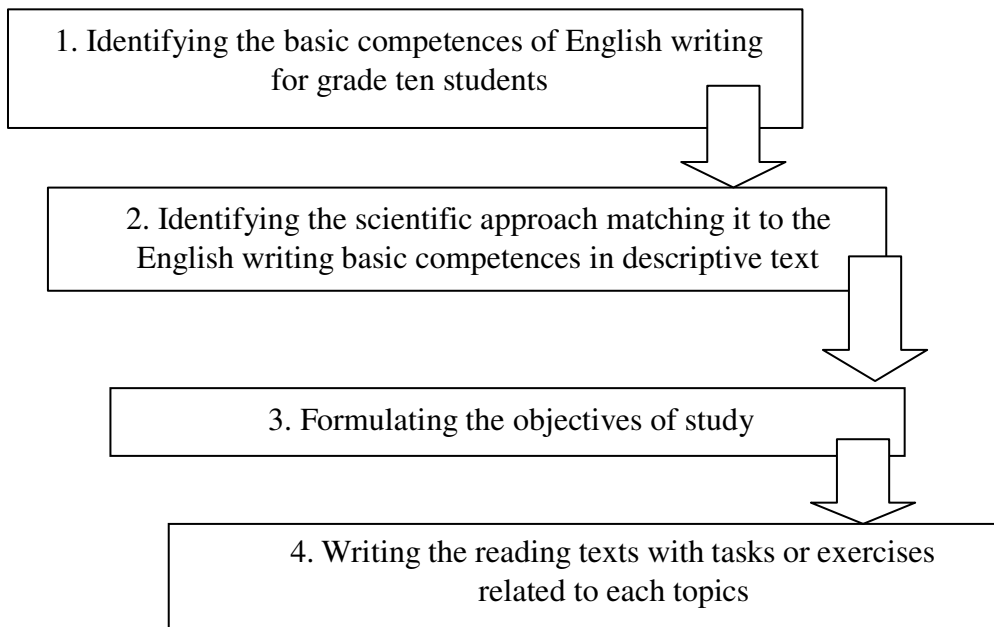 1. Identifying the basic competences of English writing
for grade ten students
2. Identifying the scientific approach matching it to the
English writing basic competences in descriptive text
3. Formulating the objectives of study
4. Writing the reading texts with tasks or exercises
related to each topics